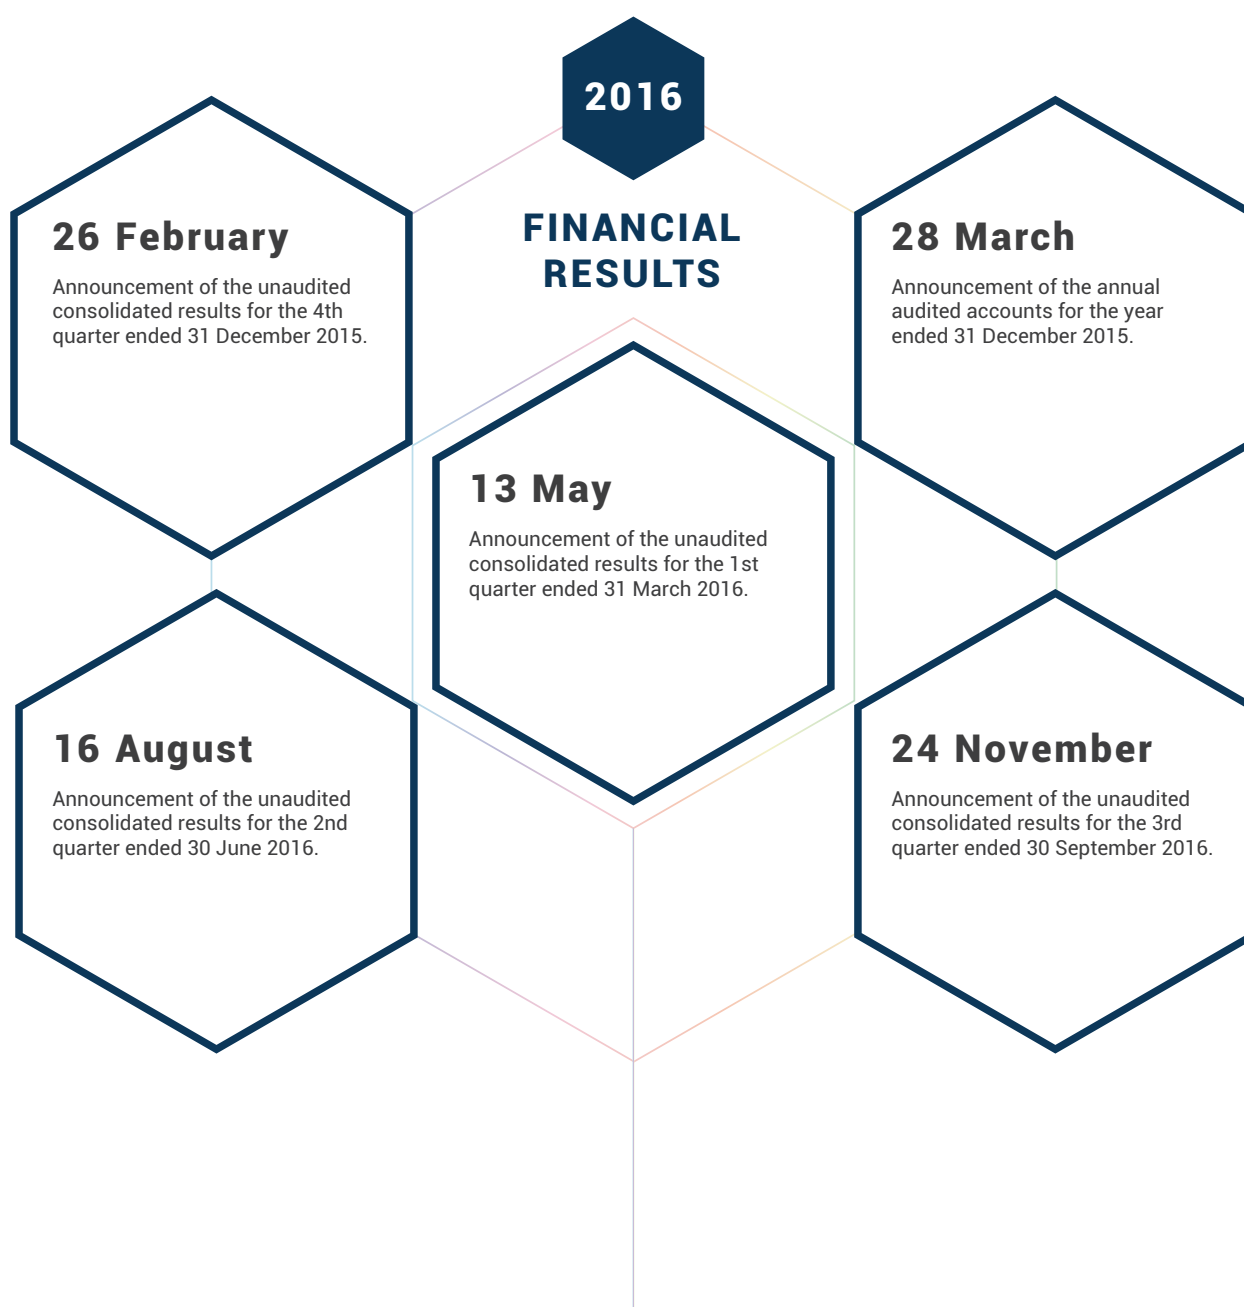 2016
FINANCIAL
RESULTS
26 February
Announcement of the unaudited
consolidated results for the 4th
quarter ended 31 December 2015.
28 March
Announcement of the annual
audited accounts for the year
ended 31 December 2015.
13 May
Announcement of the unaudited
consolidated results for the 1st
quarter ended 31 March 2016.
16 August
Announcement of the unaudited
consolidated results for the 2nd
quarter ended 30 June 2016.
24 November
Announcement of the unaudited
consolidated results for the 3rd
quarter ended 30 September 2016.